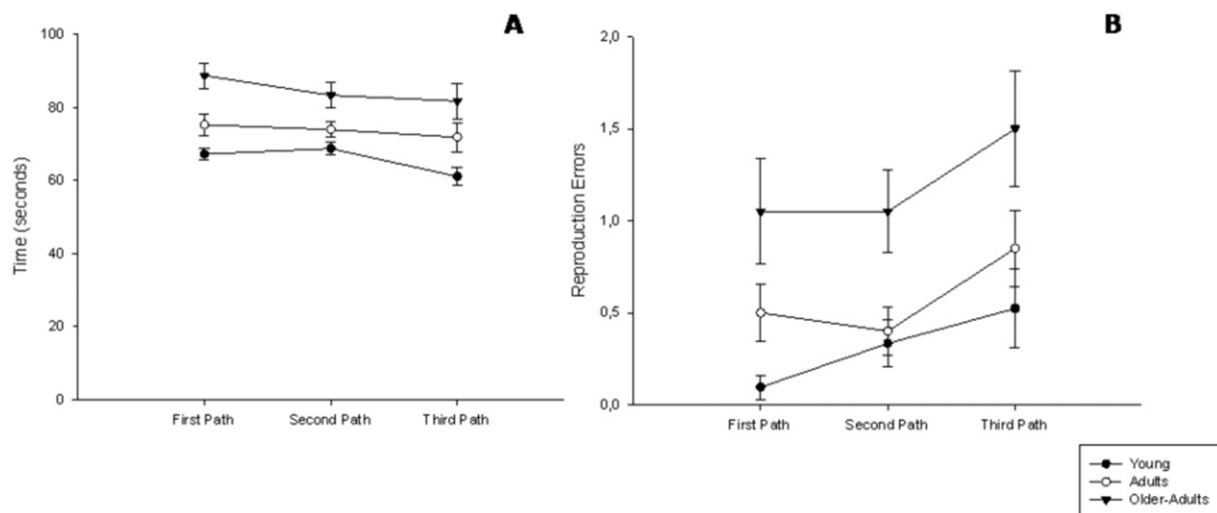 A
100
80
60
40
20
0
Time (seconds)
First Path
Second Path
Third Path
B
2,0
1,5
1,0
0,5
0,0
Reproduction Errors
First Path
Second Path
Third Path
Young
Adults
Older-Adults